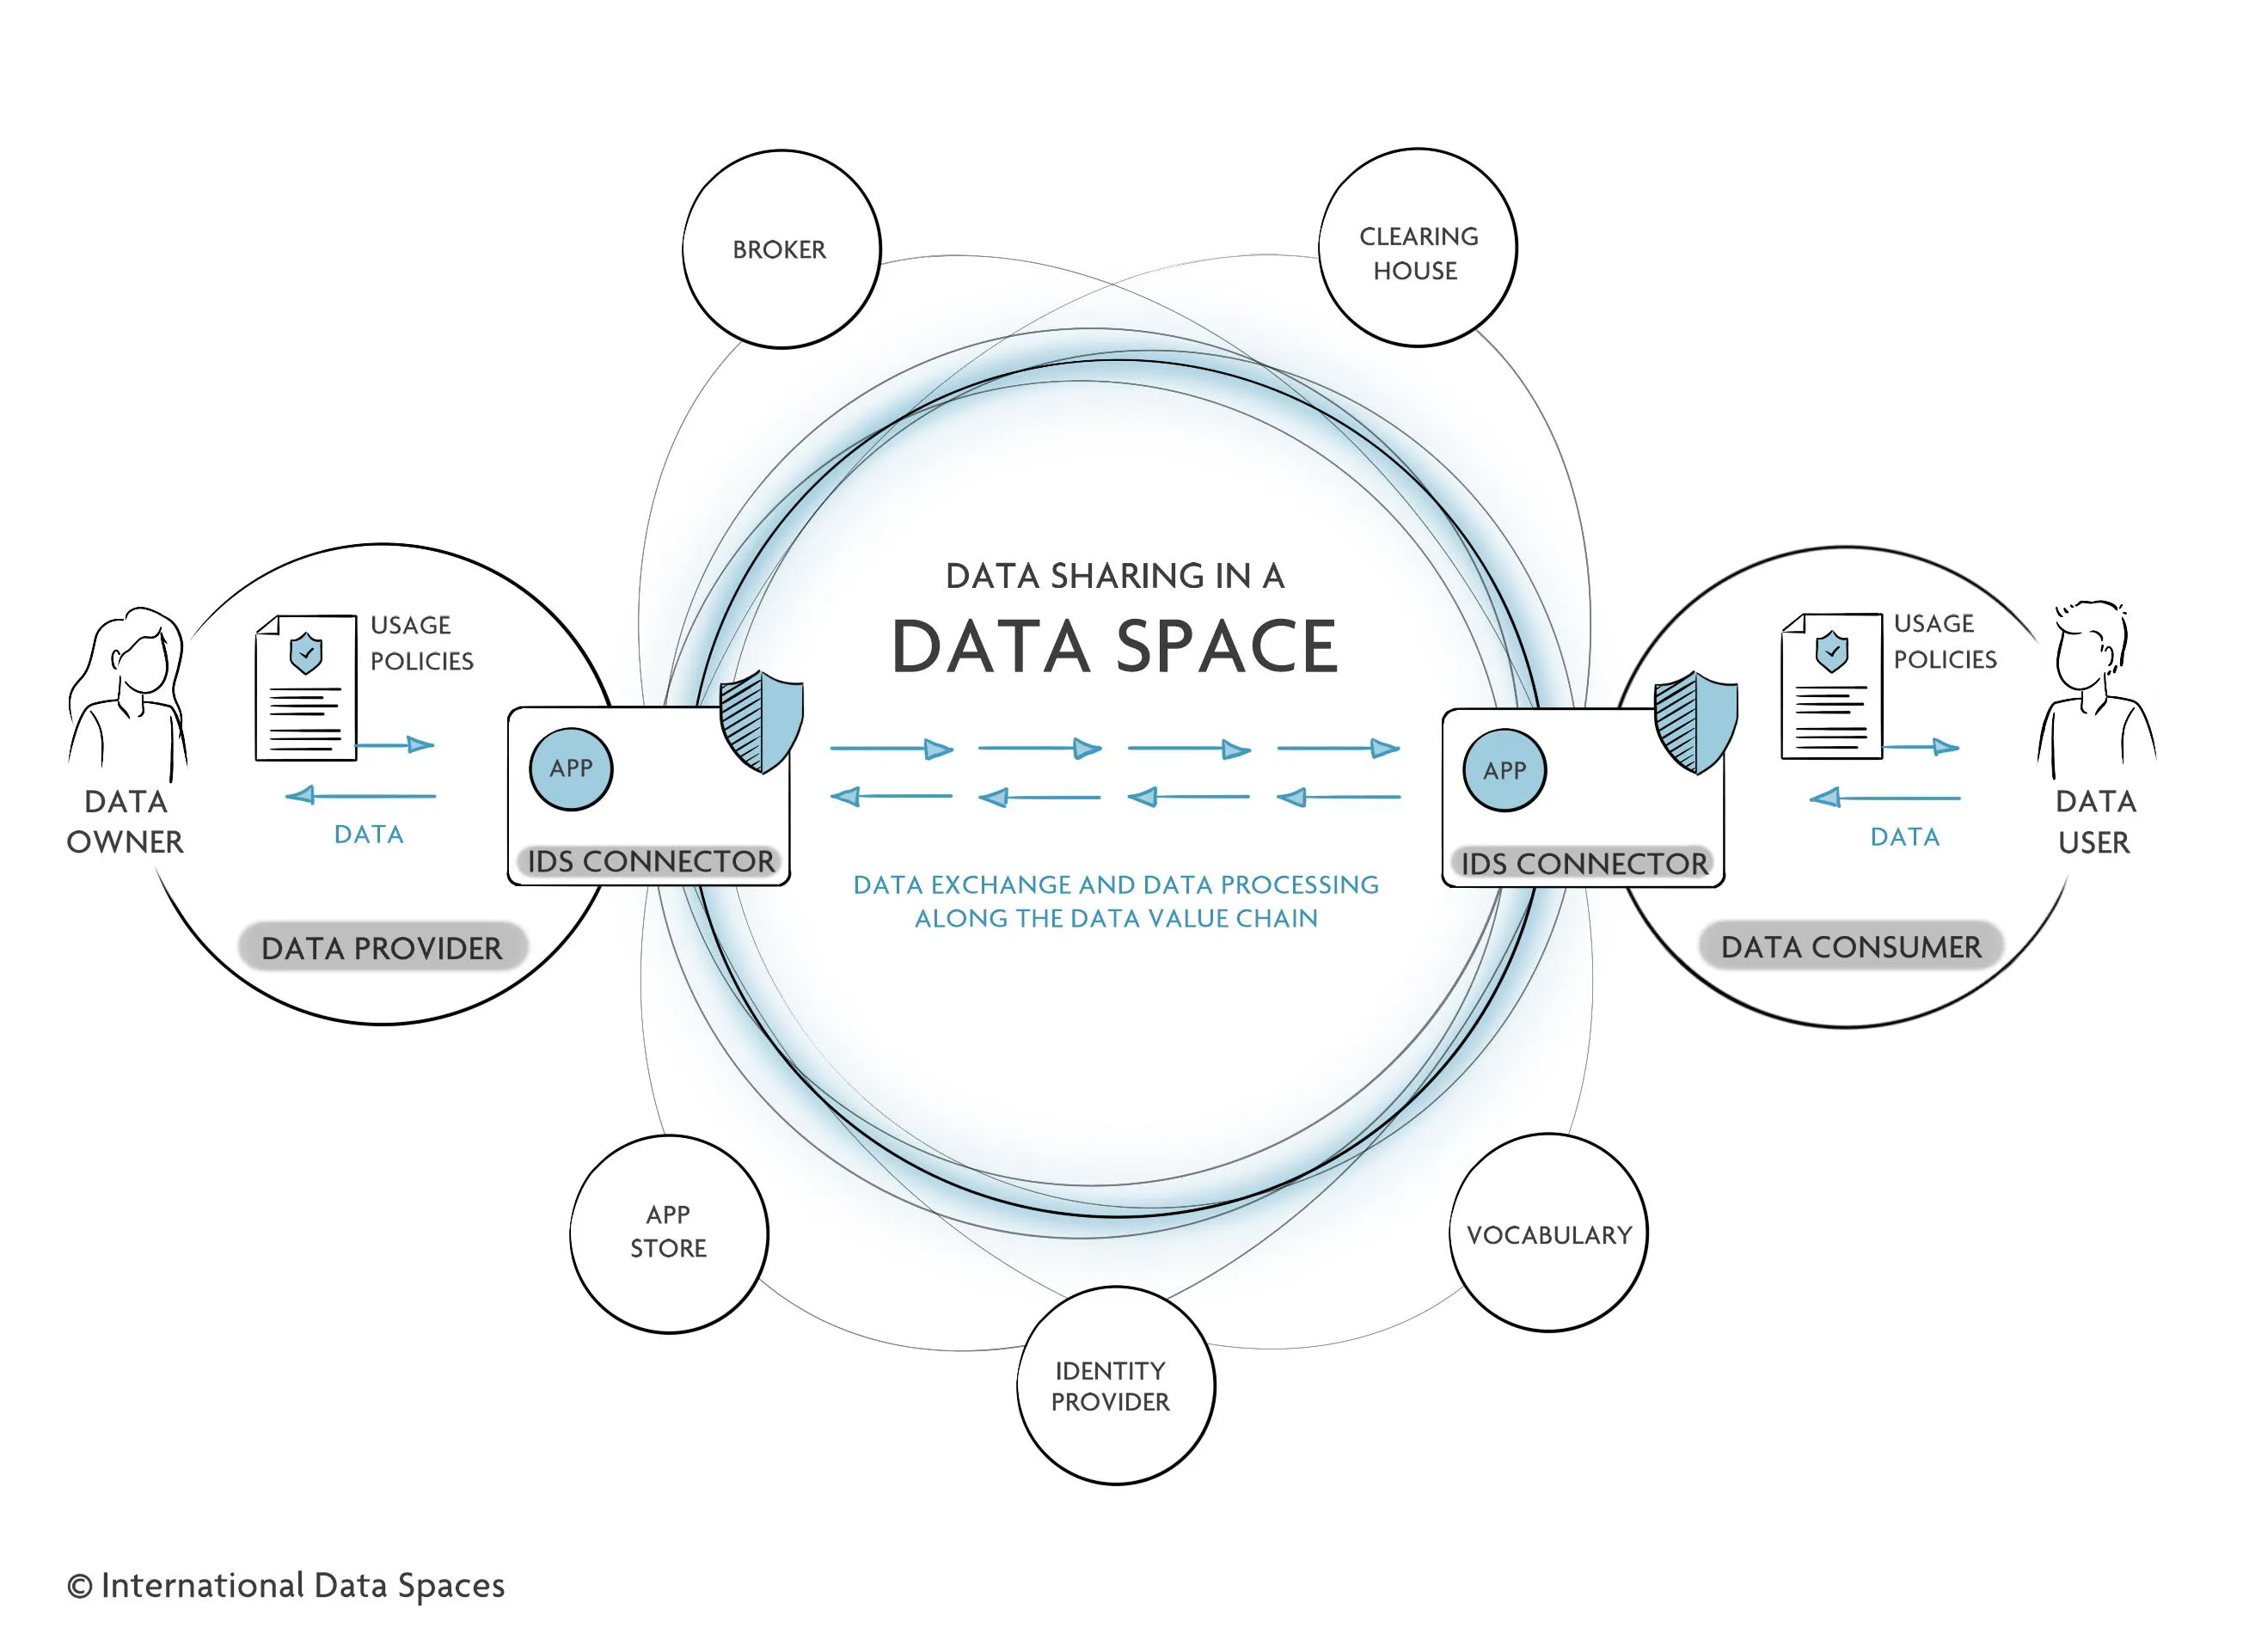 BROKER
CLEARING
HOUSE
DATA SHARING IN A
DATA SPACE
USAGE
POLICIES
DATA
OWNER
DATA
APP
IDS CONNECTOR
DATA PROVIDER
DATA EXCHANGE AND DATA PROCESSING
ALONG THE DATA VALUE CHAIN
APP
IDS CONNECTOR
USAGE
POLICIES
DATA
DATA
USER
DATA CONSUMER
APP
STORE
IDENTITY
PROVIDER
VOCABULARY
© International Data Spaces